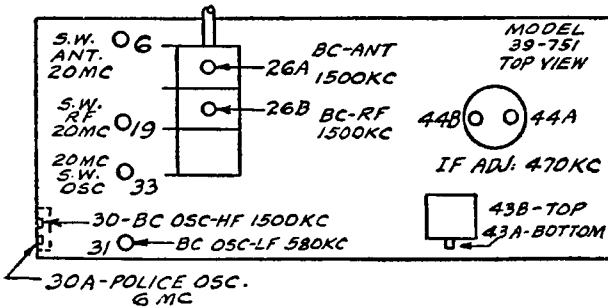 S.W.
ANT.
20MC
6
S.W.
RF
20MC
19
20MC
S.W.
OSC
33
26A
BC-ANT
1500KC
26B
BC-RF
1500KC
MODEL
39-751
TOP VIEW
44B
44A
IF ADJ: 470KC
43B-TOP
43A-BOTTOM
30-BC OSC-HF 1500KC
31
BC OSC-LF 580KC
30A-POLICE OSC.
6 MC